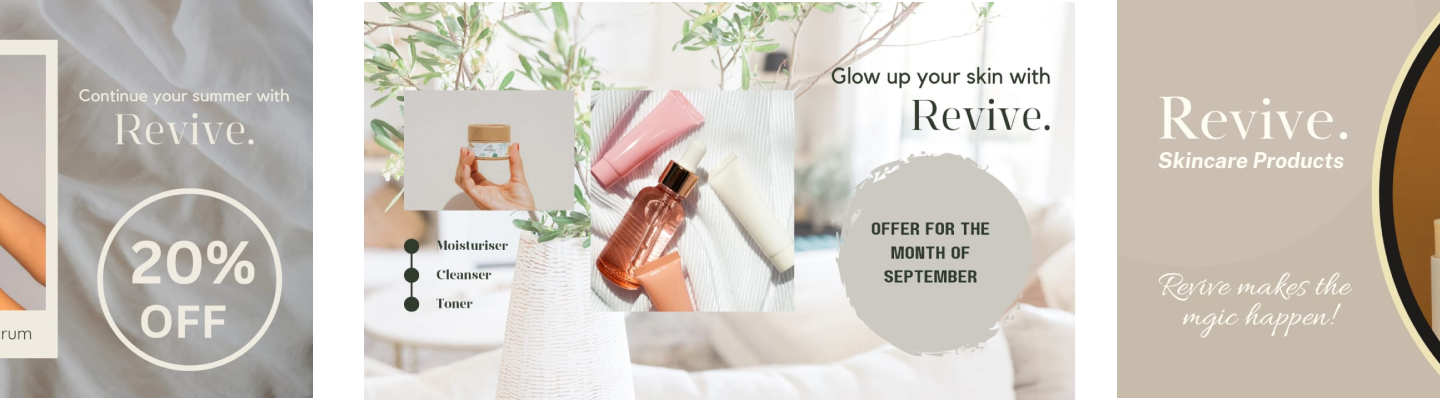 Continue your summer with
Revive.
20%
OFF
rum
Glow up your skin with
Revive.
Moisturiser
Cleanser
Toner
OFFER FOR THE
MONTH OF
SEPTEMBER
Revive.
Skincare Products
Revive makes the
mgic happen!